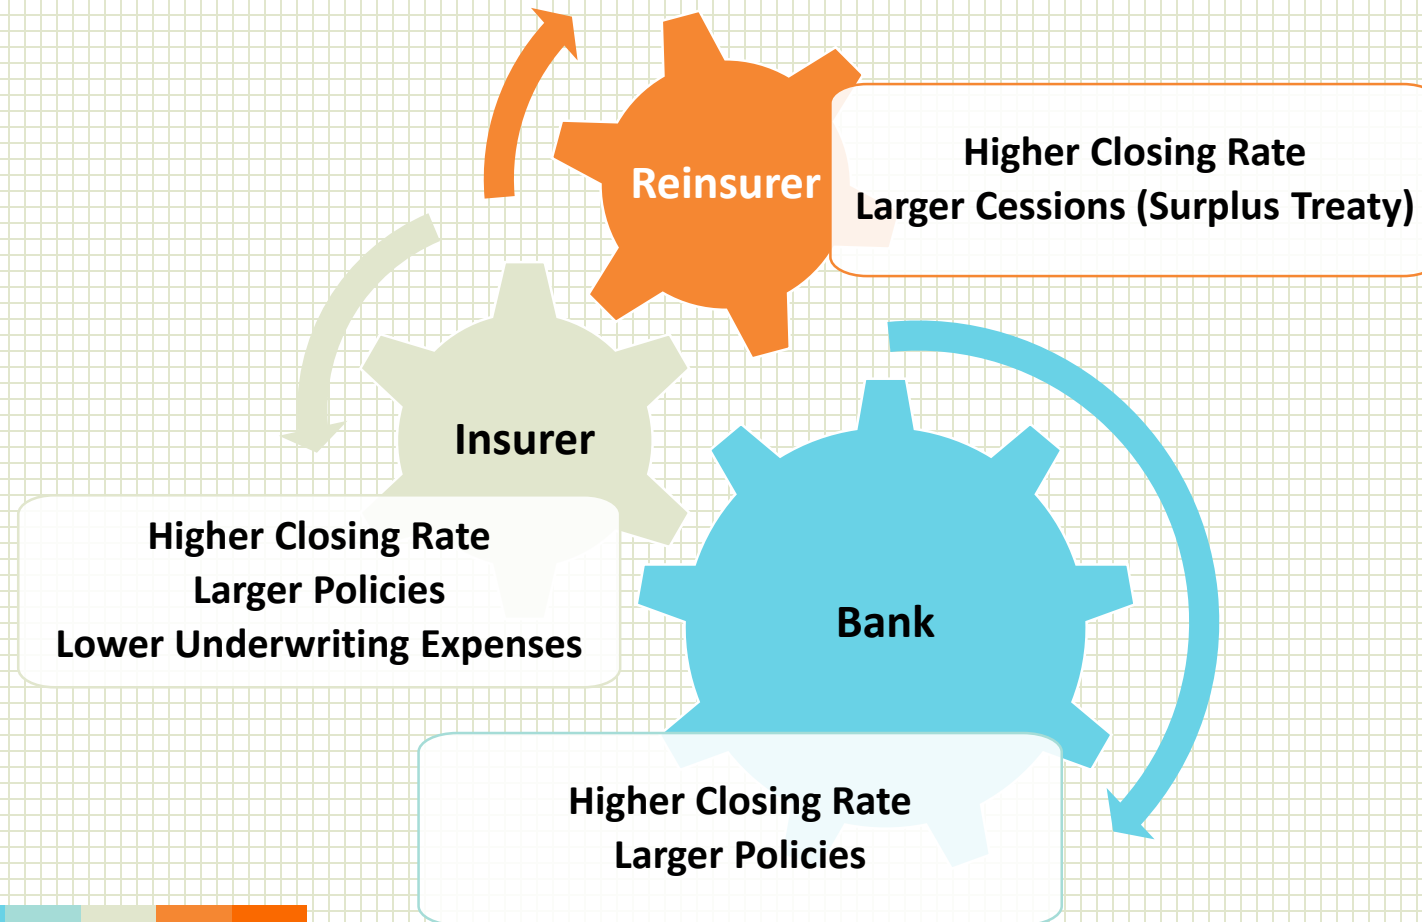 Reinsurer
Higher Closing Rate
Larger Cessions (Surplus Treaty)
Insurer
Higher Closing Rate
Larger Policies
Lower Underwriting Expenses
Bank
Higher Closing Rate
Larger Policies